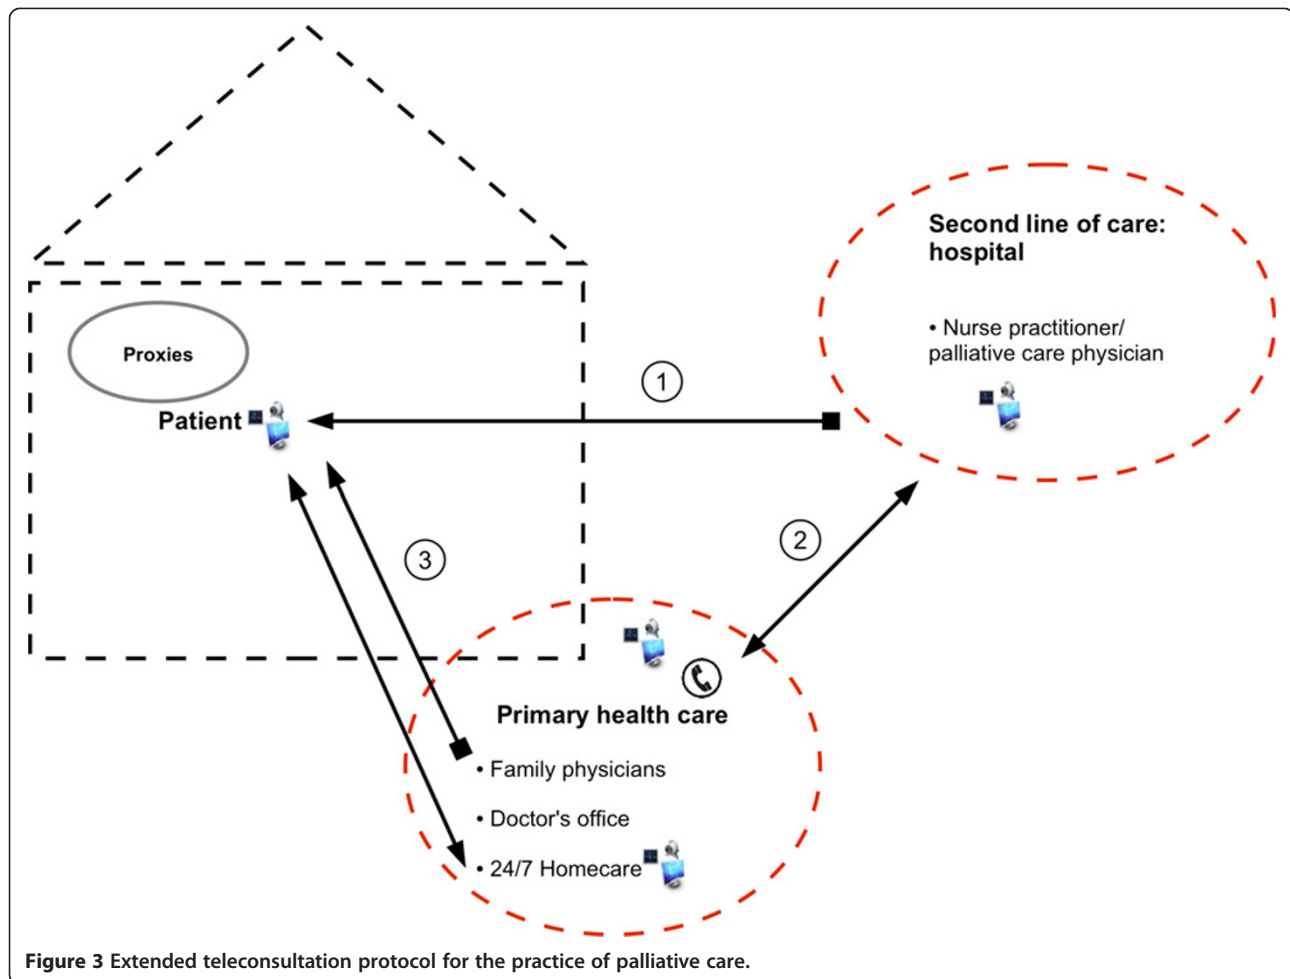 Second line of care:
hospital
• Nurse practitioner/
palliative care physician
Proxies
Patient
1
2
3
Primary health care
• Family physicians
• Doctor's office
• 24/7 Homecare
Figure 3 Extended teleconsultation protocol for the practice of palliative care.